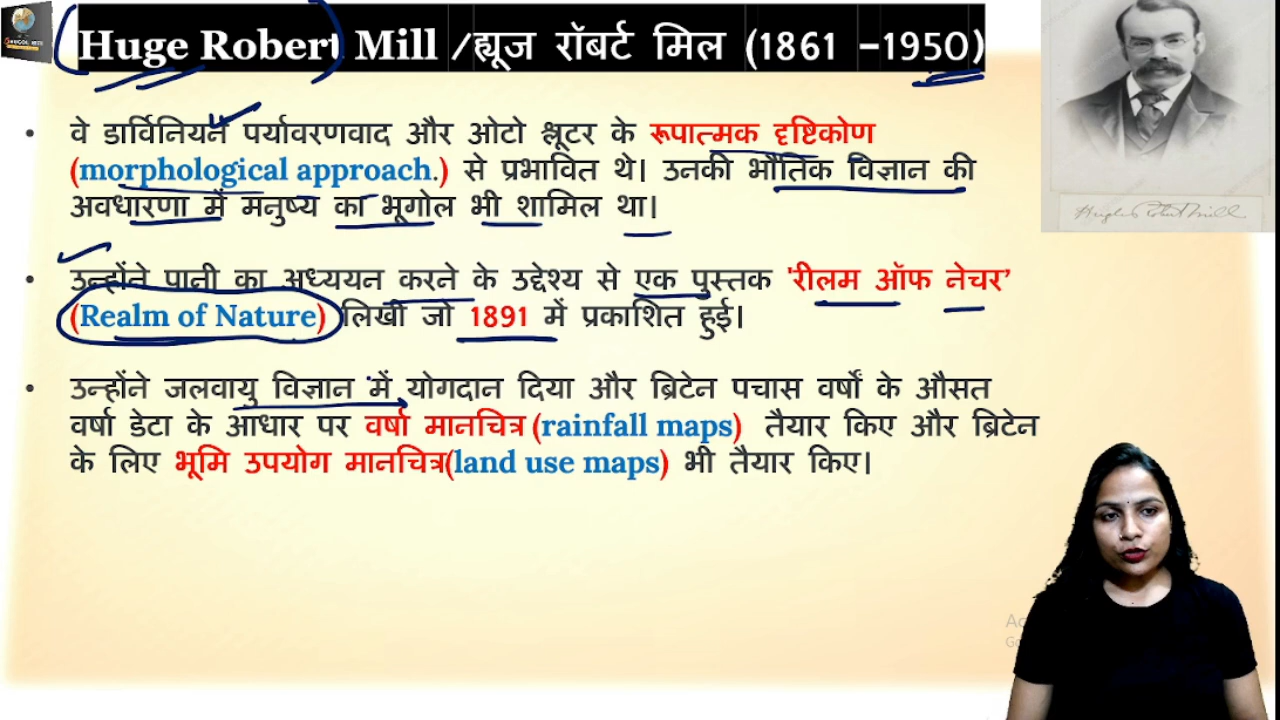 Huge Robert Mill /ह्यूज रॉबर्ट मिल (1861 -1950)
• वे डार्विनियन पर्यावरणवाद और ओटो श्लूटर के रूपात्मक दृष्टिकोण
(morphological approach.) से प्रभावित थे। उनकी भौतिक विज्ञान की
अवधारणा में मनुष्य का भूगोल भी शामिल था।
• उन्होंने पानी का अध्ययन करने के उद्देश्य से एक पुस्तक 'रीलम ऑफ नेचर’
(Realm of Nature) लिखी जो 1891 में प्रकाशित हुई।
• उन्होंने जलवायु विज्ञान में योगदान दिया और ब्रिटेन पचास वर्षों के औसत
वर्षा डेटा के आधार पर वर्षा मानचित्र (rainfall maps) तैयार किए और ब्रिटेन
के लिए भूमि उपयोग मानचित्र(land use maps) भी तैयार किए।